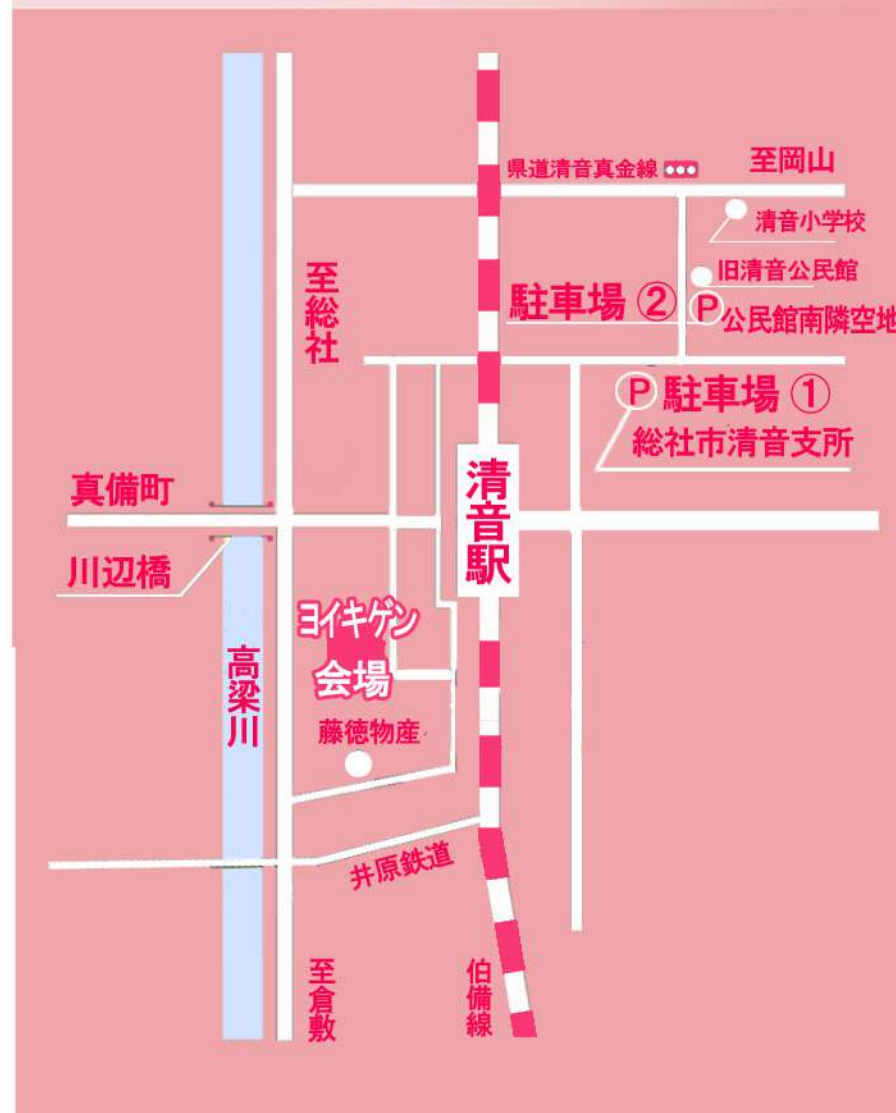 県道清音真金線
至岡山
清音小学校
旧清音公民館
至総社
駐車場 ② P
公民館南隣空地
P 駐車場 ①
総社市清音支所
清音駅
真備町
川辺橋
ヨイキゲン
会場
高梁川
藤徳物産
井原鉄道
至倉敷
伯備線